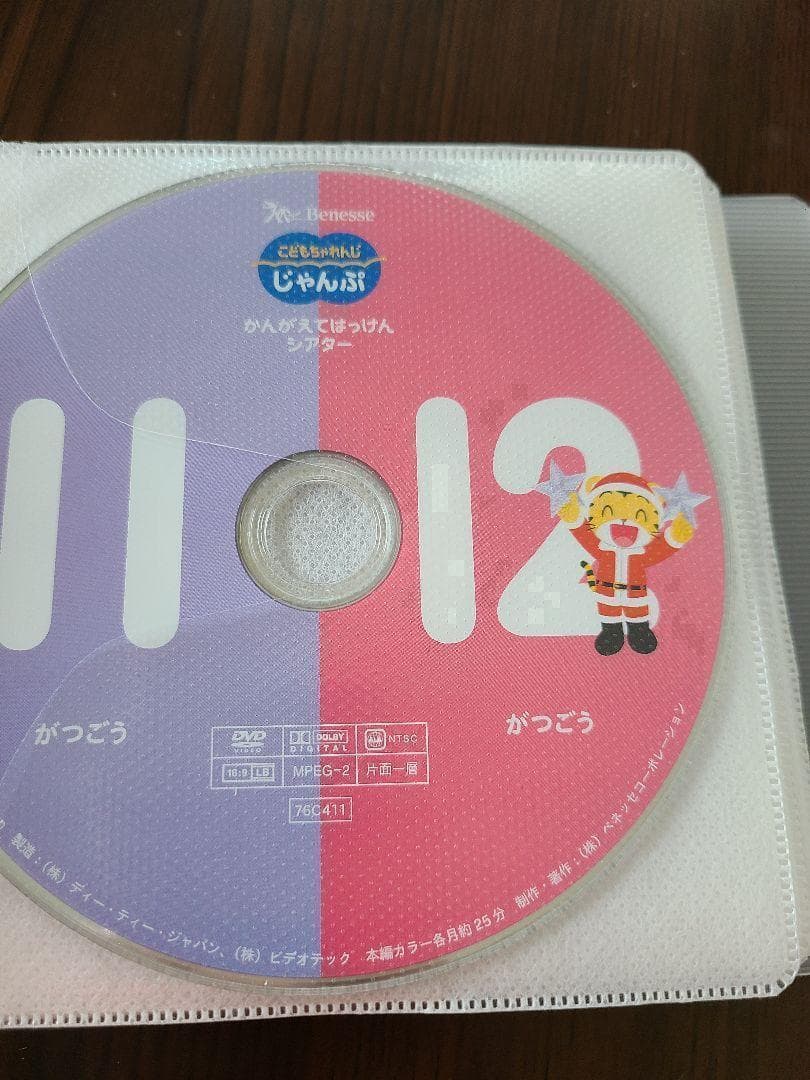 Benesse
こどもちゃれんじ
じゃんぷ
かんがえてはっけん
シアター
11
12
がつごう
がつごう
DVD
VIDEO
DOLBY
DIGITAL
NTSC
16:9 LB
MPEG-2
片面一層
76C411
製造:(株)ディー・ティー・ジャパン、(株)ビデオテック 本編カラー各月約25分 制作・著作:(株)ベネッセコーポレーション